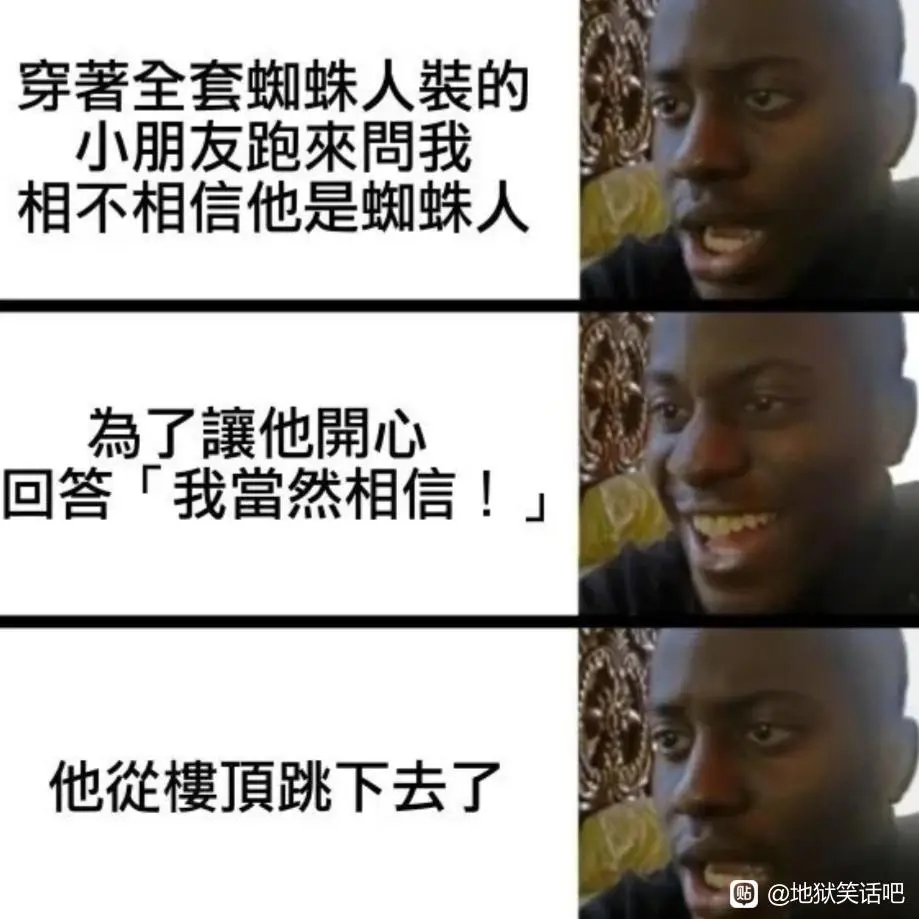 穿著全套蜘蛛人裝的
小朋友跑來問我
相不相信他是蜘蛛人
為了讓他開心
回答「我當然相信！」
他從樓頂跳下去了
贴 @地狱笑话吧